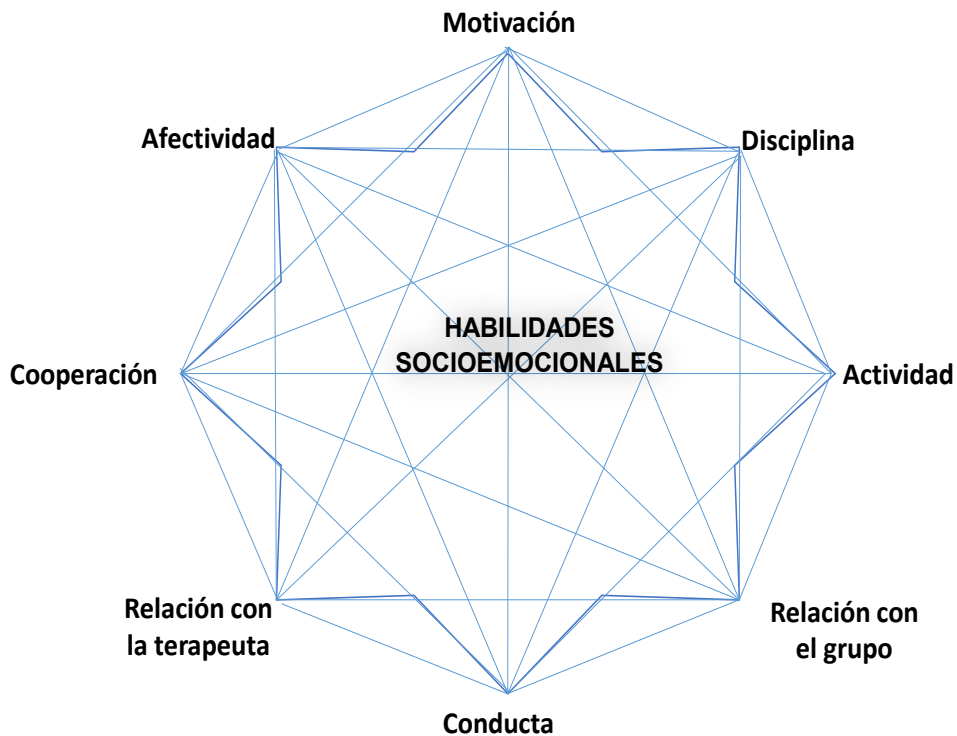 Motivación
Afectividad
Disciplina
HABILIDADES
SOCIOEMOCIONALES
Cooperación
Actividad
Relación con
la terapeuta
Relación con
el grupo
Conducta